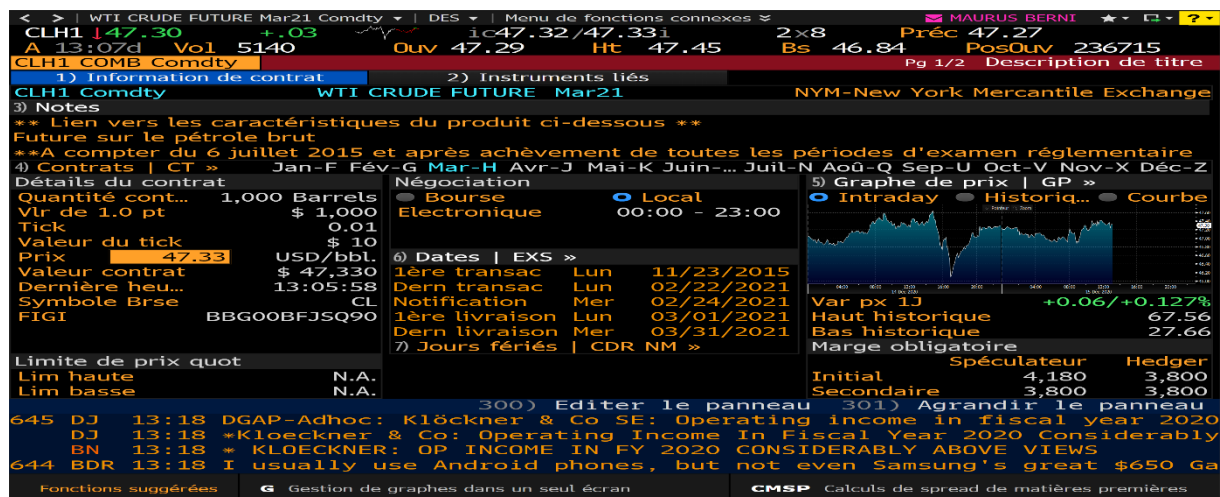 < > WTI CRUDE FUTURE Mar21 Comdty DES Menu de fonctions connexes MAURUS BERNI ?
CLH1 ↓47.30 +.03 ic47.32/47.33i 2×8 Préc 47.27
A 13:07d Vol 5140 Ouv 47.29 Ht 47.45 Bs 46.84 PosOuv 236715
CLH1 COMB Comdty Pg 1/2 Description de titre
1) Information de contrat 2) Instruments liés
CLH1 Comdty WTI CRUDE FUTURE Mar21 NYM-New York Mercantile Exchange
3) Notes
** Lien vers les caractéristiques du produit ci-dessous **
Future sur le pétrole brut
**A compter du 6 juillet 2015 et après achèvement de toutes les périodes d'examen réglementaire
4) Contrats | CT » Jan-F Fév-G Mar-H Avr-J Mai-K Juin-... Juil-N Aoû-Q Sep-U Oct-V Nov-X Déc-Z
Détails du contrat
Quantité cont... 1,000 Barrels
Vlr de 1.0 pt $ 1,000
Tick 0.01
Valeur du tick $ 10
Prix 47.33 USD/bbl.
Valeur contrat $ 47,330
Dernière heu... 13:05:58
Symbole Brse CL
FIGI BBG00BFJSQ90
Limite de prix quot
Lim haute N.A.
Lim basse N.A.
Négociation
Bourse Local
Electronique 00:00 - 23:00
6) Dates | EXS »
1ère transac Lun 11/23/2015
Dern transac Lun 02/22/2021
Notification Mer 02/24/2021
1ère livraison Lun 03/01/2021
Dern livraison Mer 03/31/2021
7) Jours fériés | CDR NM »
5) Graphe de prix | GP »
Intraday Historiq... Courbe
Var px 1J +0.06/+0.127%
Haut historique 67.56
Bas historique 27.66
Marge obligatoire
Spéculateur Hedger
Initial 4,180 3,800
Secondaire 3,800 3,800
300) Editer le panneau 301) Agrandir le panneau
645 DJ 13:18 DGAP-Adhoc: Klöckner & Co SE: Operating income in fiscal year 2020
DJ 13:18 *Kloeckner & Co: Operating Income In Fiscal Year 2020 Considerably
BN 13:18 * KLOECKNER: OP INCOME IN FY 2020 CONSIDERABLY ABOVE VIEWS
644 BDR 13:18 I usually use Android phones, but not even Samsung's great $650 Ga
Fonctions suggérées G Gestion de graphes dans un seul écran CMSP Calculs de spread de matières premières